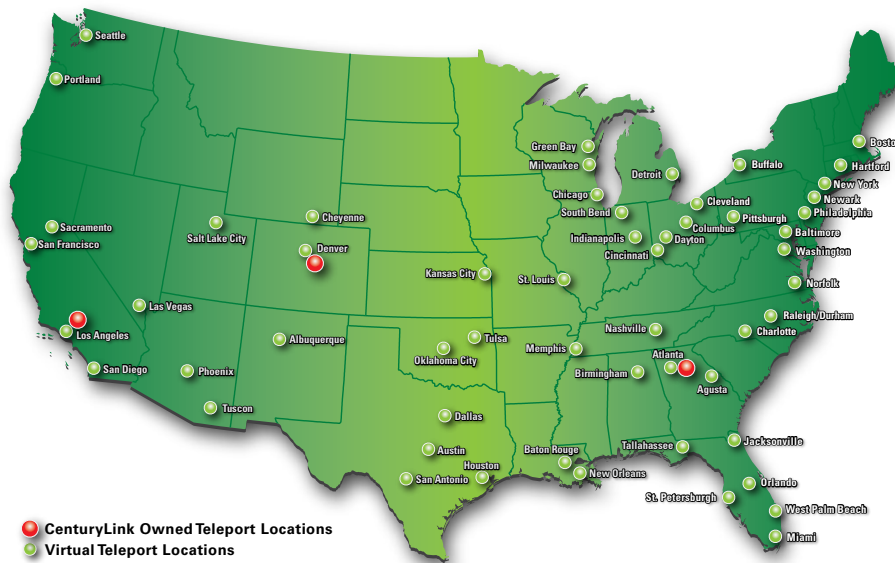 Seattle
Portland
Sacramento
San Francisco
Los Angeles
San Diego
Las Vegas
Salt Lake City
Phoenix
Tuscon
Cheyenne
Denver
Albuquerque
Kansas City
Tulsa
Oklahoma City
Dallas
Austin
San Antonio
Houston
Green Bay
Milwaukee
Chicago
South Bend
Indianapolis
Cincinnati
Dayton
Columbus
Detroit
Cleveland
Pittsburgh
Buffalo
Bosto
Hartford
New York
Newark
Philadelphia
Baltimore
Washington
Norfolk
Raleigh/Durham
Charlotte
St. Louis
Nashville
Memphis
Birmingham
Atlanta
Agusta
Baton Rouge
New Orleans
Tallahassee
Jacksonville
Orlando
St. Petersburgh
West Palm Beach
Miami
CenturyLink Owned Teleport Locations
Virtual Teleport Locations